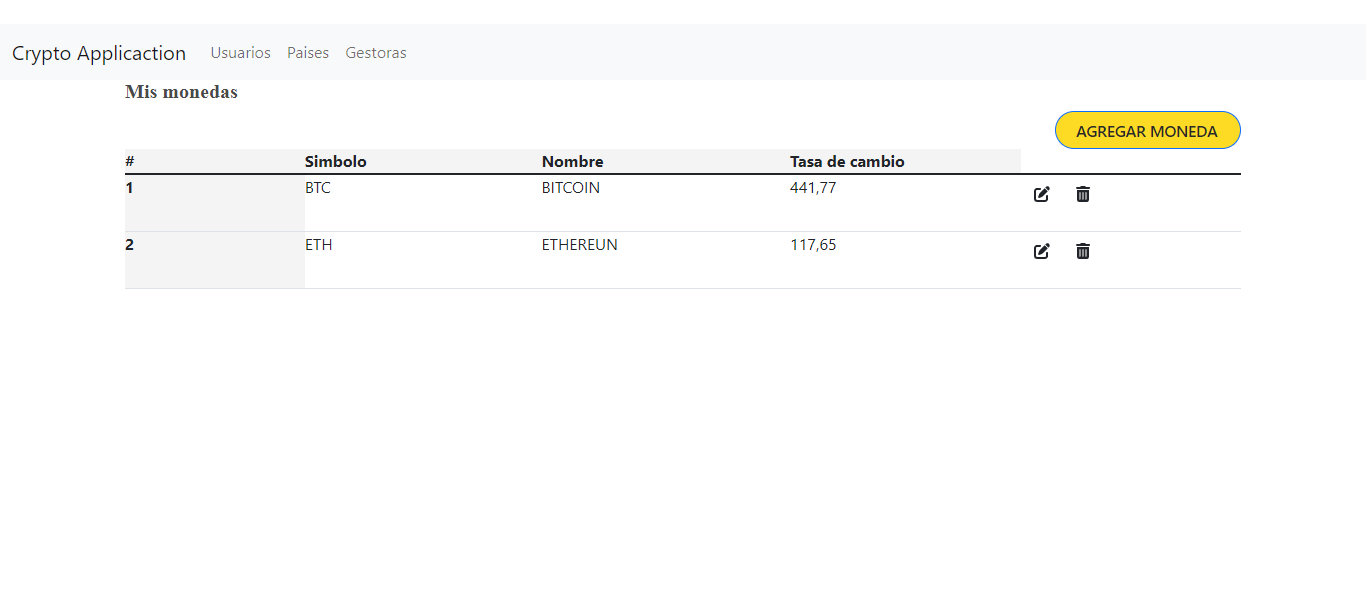 Crypto Applicaction Usuarios Paises Gestoras
Mis monedas
AGREGAR MONEDA
# Simbolo Nombre Tasa de cambio
1 BTC BITCOIN 441,77
2 ETH ETHEREUN 117,65